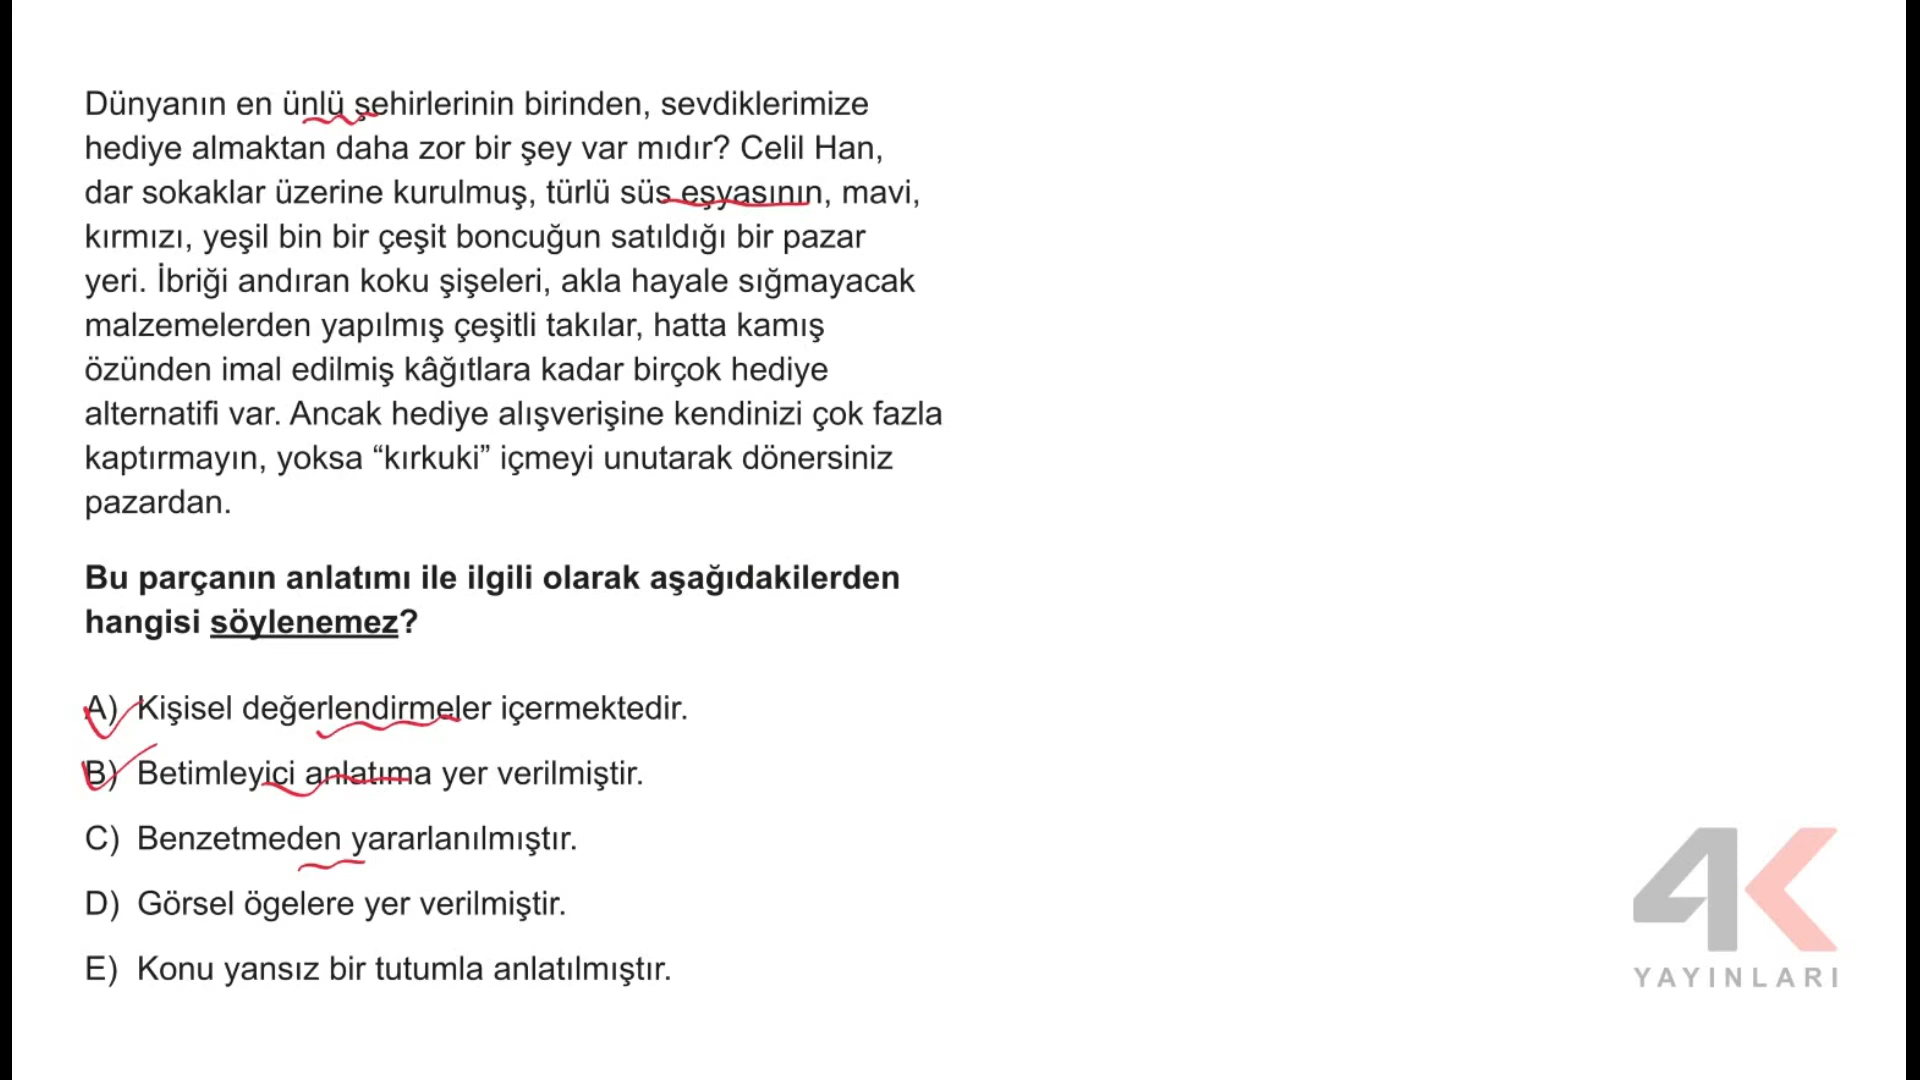 Dünyanın en ünlü şehirlerinin birinden, sevdiklerimize
hediye almaktan daha zor bir şey var mıdır? Celil Han,
dar sokaklar üzerine kurulmuş, türlü süs eşyasının, mavi,
kırmızı, yeşil bin bir çeşit boncuğun satıldığı bir pazar
yeri. İbriği andıran koku şişeleri, akla hayale sığmayacak
malzemelerden yapılmış çeşitli takılar, hatta kamış
özünden imal edilmiş kâğıtlara kadar birçok hediye
alternatifi var. Ancak hediye alışverişine kendinizi çok fazla
kaptırmayın, yoksa “kırkuki” içmeyi unutarak dönersiniz
pazardan.
Bu parçanın anlatımı ile ilgili olarak aşağıdakilerden
hangisi söylenemez?
A) Kişisel değerlendirmeler içermektedir.
B) Betimleyici anlatıma yer verilmiştir.
C) Benzetmeden yararlanılmıştır.
D) Görsel ögelere yer verilmiştir.
E) Konu yansız bir tutumla anlatılmıştır.
4K
YAYINLARI